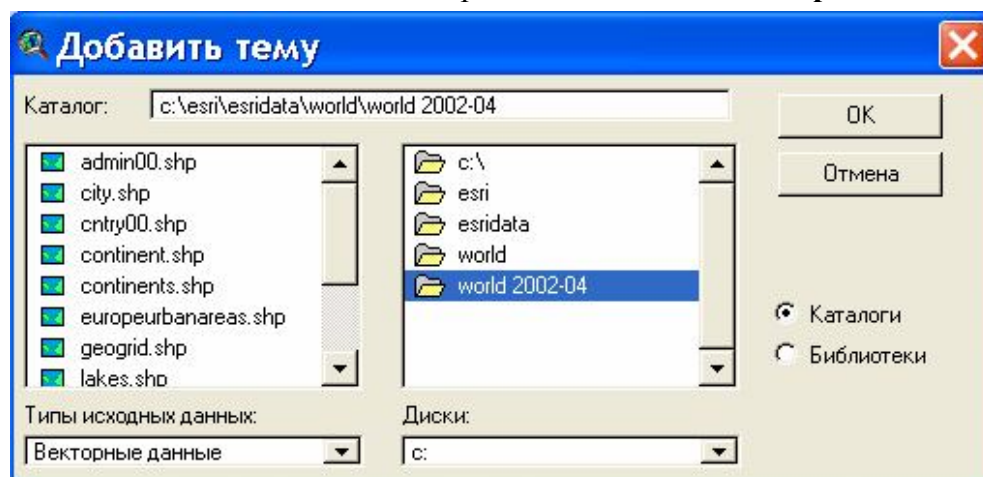 Добавить тему
Каталог: c:\esri\esridata\world\world 2002-04
OK
Отмена
admin00.shp
city.shp
cntry00.shp
continent.shp
continents.shp
europeurbanareas.shp
geogrid.shp
lakes.shp
c:\
esri
esridata
world
world 2002-04
Каталоги
Библиотеки
Типы исходных данных:
Векторные данные
Диски:
c: